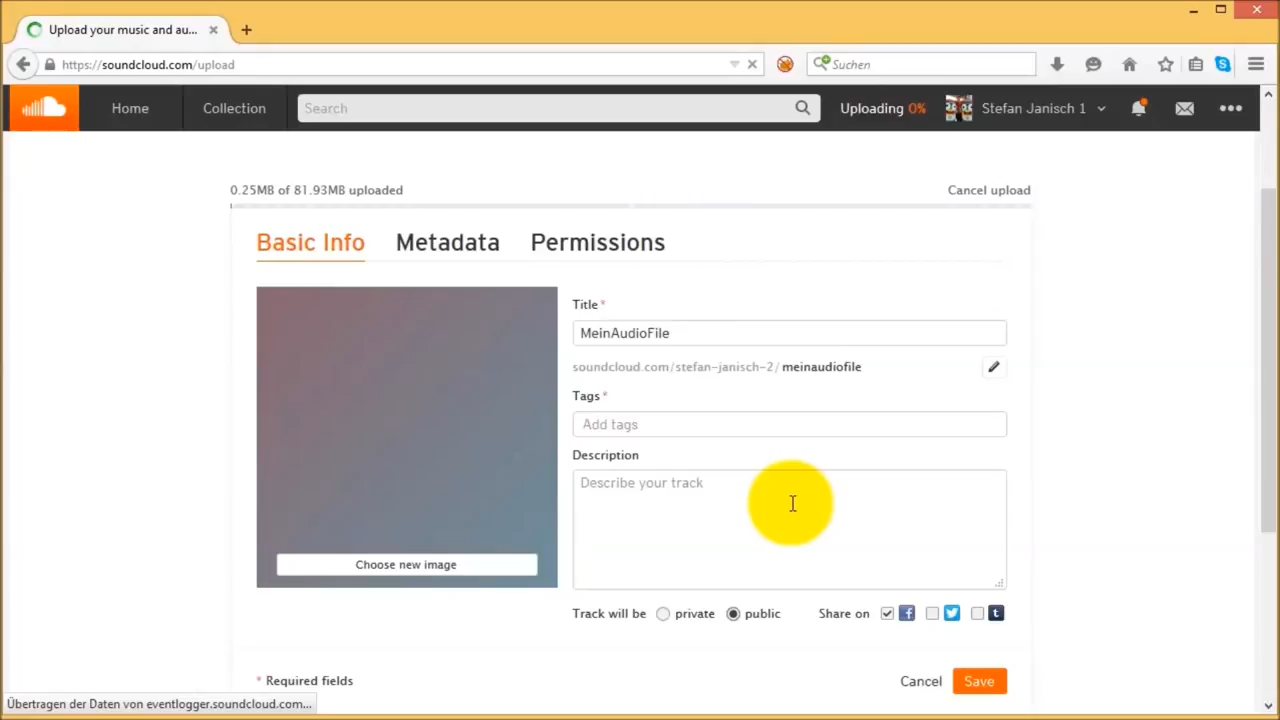 Upload your music and au...
https://soundcloud.com/upload
Suchen
Home
Collection
Search
Uploading 0%
Stefan Janisch 1
0.25MB of 81.93MB uploaded
Cancel upload
Basic Info
Metadata
Permissions
Title *
MeinAudioFile
soundcloud.com/stefan-janisch-2/ meinaudiofile
Tags *
Add tags
Description
Describe your track
Choose new image
Track will be private public Share on
* Required fields
Cancel
Save
Übertragen der Daten von eventlogger.soundcloud.com...